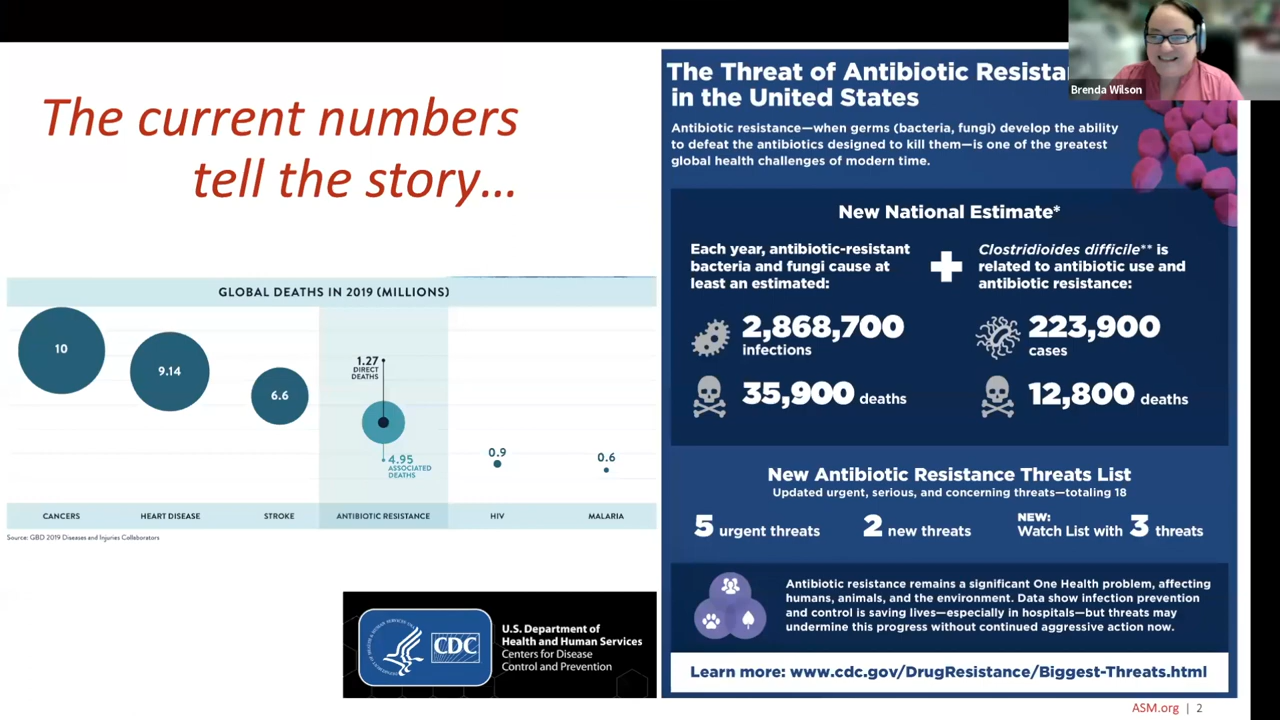 The current numbers
tell the story...
GLOBAL DEATHS IN 2019 (MILLIONS)
10
9.14
6.6
1.27
DIRECT
DEATHS
4.95
ASSOCIATED
DEATHS
0.9
0.6
CANCERS
HEART DISEASE
STROKE
ANTIBIOTIC RESISTANCE
HIV
MALARIA
Source: GBD 2019 Diseases and Injuries Collaborators
CDC
U.S. Department of
Health and Human Services
Centers for Disease
Control and Prevention
Brenda Wilson
The Threat of Antibiotic
in the United States
Antibiotic resistance—when germs (bacteria, fungi) develop the ability
to defeat the antibiotics designed to kill them—is one of the greatest
global health challenges of modern time.
New National Estimate*
Each year, antibiotic-resistant
bacteria and fungi cause at
least an estimated:
2,868,700
infections
35,900 deaths
Clostridioides difficile** is
related to antibiotic use and
antibiotic resistance:
223,900
cases
12,800 deaths
New Antibiotic Resistance Threats List
Updated urgent, serious, and concerning threats—totaling 18
5 urgent threats
2 new threats
NEW:
Watch List with 3 threats
Antibiotic resistance remains a significant One Health problem, affecting
humans, animals, and the environment. Data show infection prevention
and control is saving lives—especially in hospitals—but threats may
undermine this progress without continued aggressive action now.
Learn more: www.cdc.gov/DrugResistance/Biggest-Threats.html
ASM.org | 2